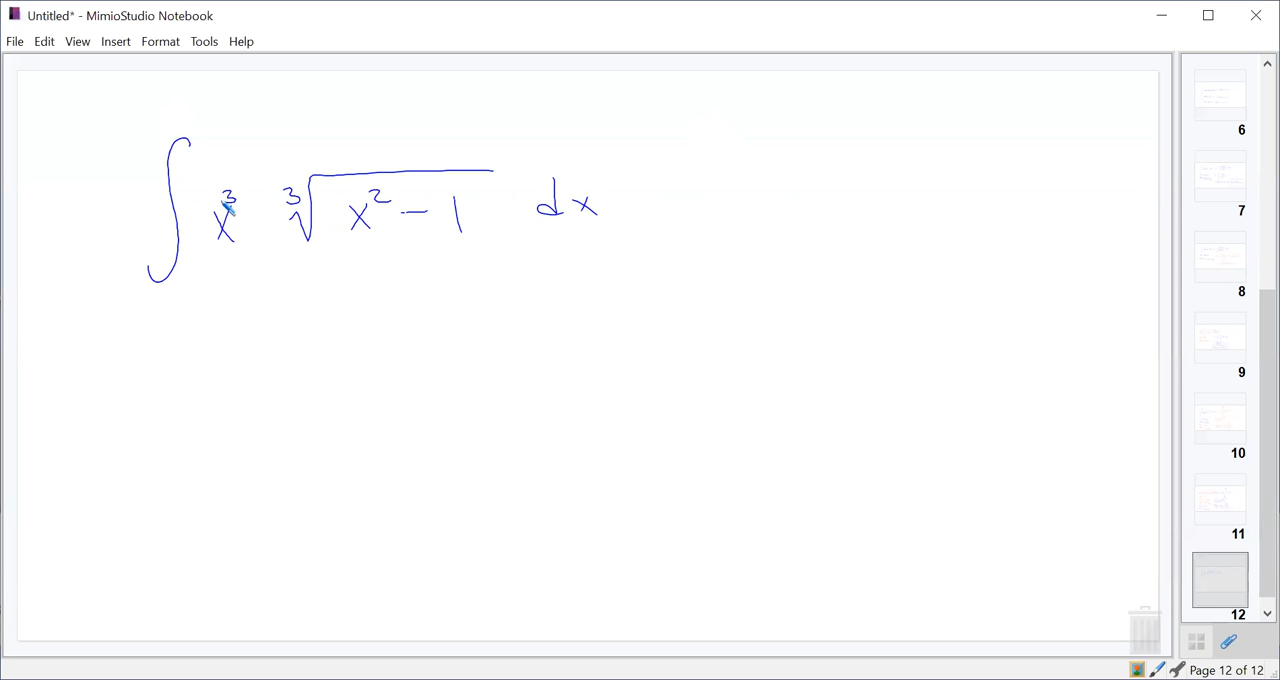 Untitled* - MimioStudio Notebook
File Edit View Insert Format Tools Help
∫ x³ ∛(x² − 1) dx
6
7
8
9
10
11
12
Page 12 of 12